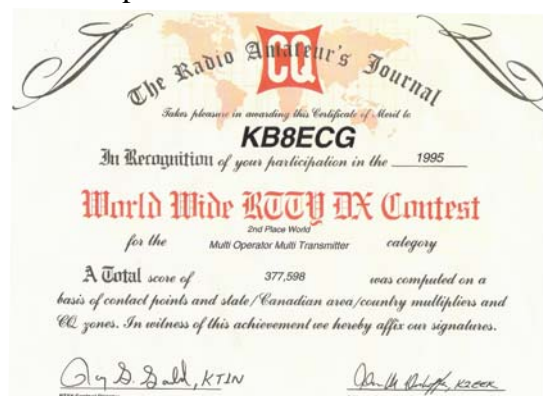 The Radio Amateur's Journal
CQ
Takes pleasure in awarding this Certificate of Merit to
KB8ECG
In Recognition of your participation in the 1995
World Wide RTTY DX Contest
2nd Place World
for the Multi Operator Multi Transmitter category
A Total score of 377,598 was computed on a
basis of contact points and state/Canadian area/country multipliers and
CQ zones. In witness of this achievement we hereby affix our signatures.
, KT1N , K2EEK